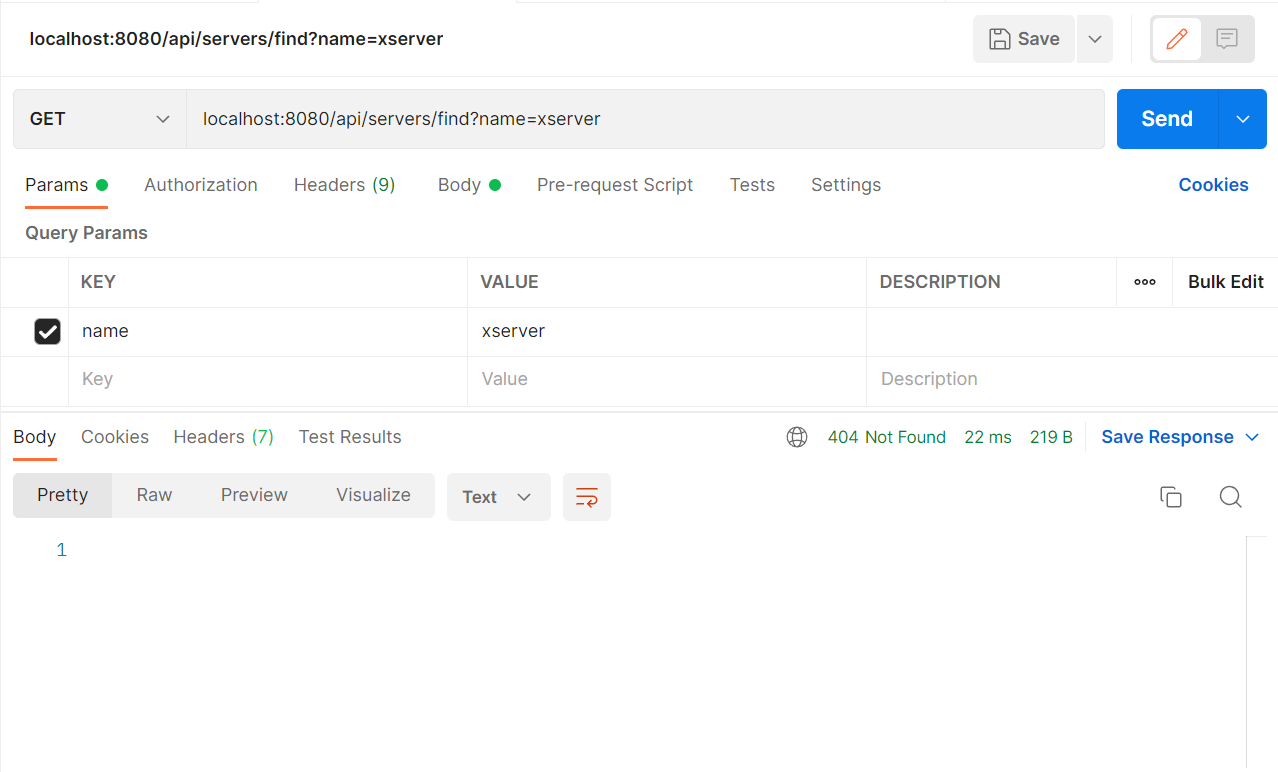 localhost:8080/api/servers/find?name=xserver
Save
GET
localhost:8080/api/servers/find?name=xserver
Send
Params Authorization Headers (9) Body Pre-request Script Tests Settings Cookies
Query Params
KEY VALUE DESCRIPTION Bulk Edit
name xserver
Key Value Description
Body Cookies Headers (7) Test Results 404 Not Found 22 ms 219 B Save Response
Pretty Raw Preview Visualize Text
1